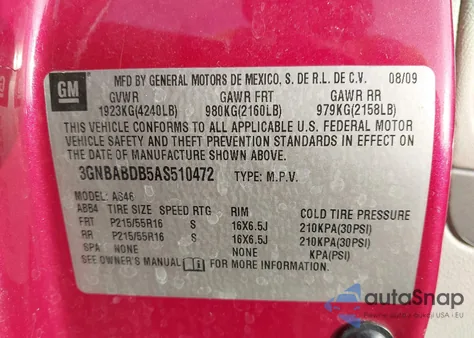 GM
MFD BY GENERAL MOTORS DE MEXICO, S. DE R.L. DE C.V. 08/09
GVWR GAWR FRT GAWR RR
1923KG(4240LB) 980KG(2160LB) 979KG(2158LB)
THIS VEHICLE CONFORMS TO ALL APPLICABLE U.S. FEDERAL MOTOR
VEHICLE SAFETY AND THEFT PREVENTION STANDARDS IN EFFECT
ON THE DATE OF MANUFACTURE SHOWN ABOVE.
3GNBABDB5AS510472 TYPE: M.P.V.
MODEL: AS46
ABB4 TIRE SIZE SPEED RTG RIM COLD TIRE PRESSURE
FRT P215/55R16 S 16X6.5J 210KPA(30PSI)
RR P215/55R16 S 16X6.5J 210KPA(30PSI)
SPA NONE NONE KPA(PSI)
SEE OWNER'S MANUAL FOR MORE INFORMATION.
autoSnap